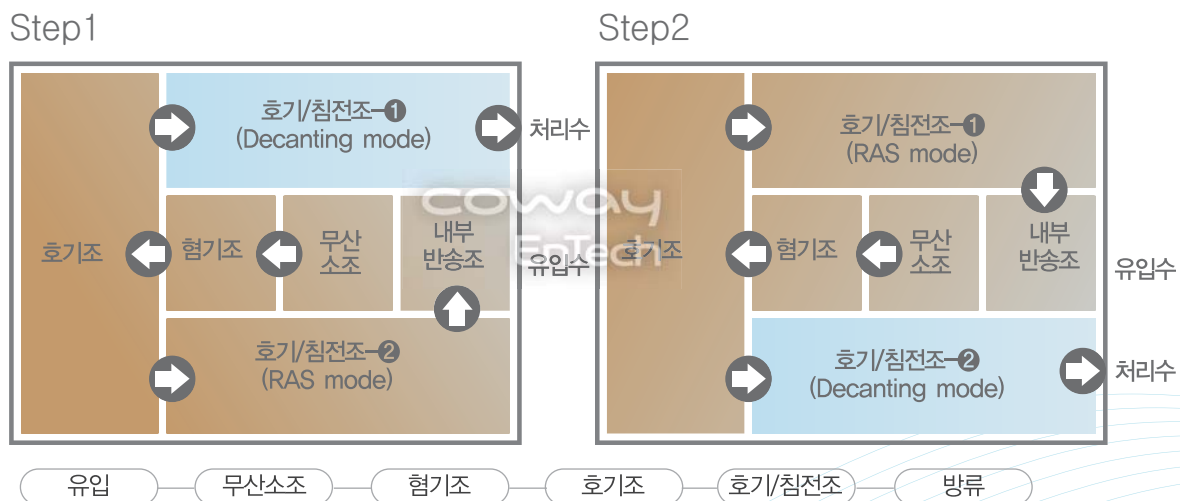 Step1
호기/침전조-❶
(Decanting mode)
처리수
호기조
혐기조
무산
소조
내부
반송조
유입수
호기/침전조-❷
(RAS mode)
Step2
호기/침전조-❶
(RAS mode)
호기조
혐기조
무산
소조
내부
반송조
유입수
호기/침전조-❷
(Decanting mode)
처리수
coway
EnTech
유입
무산소조
혐기조
호기조
호기/침전조
방류